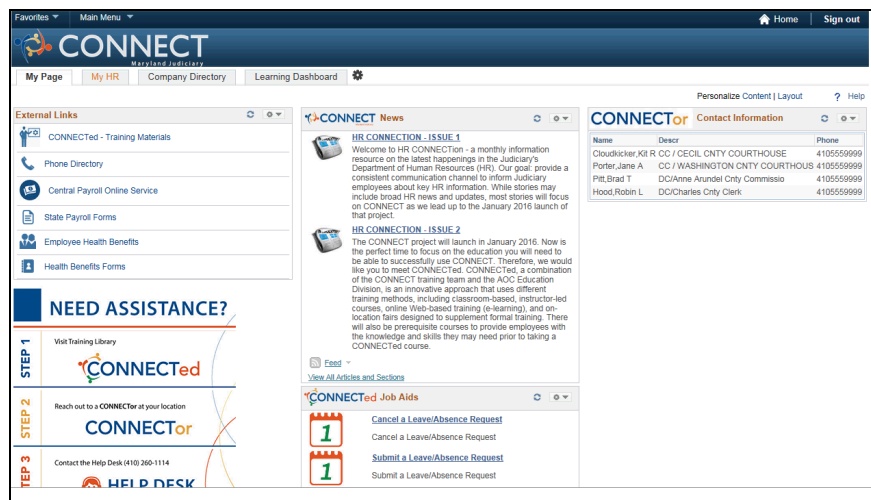 Favorites Main Menu Home Sign out
CONNECT
Maryland Judiciary
My Page My HR Company Directory Learning Dashboard
Personalize Content | Layout ? Help
External Links
CONNECTed - Training Materials
Phone Directory
Central Payroll Online Service
State Payroll Forms
Employee Health Benefits
Health Benefits Forms
NEED ASSISTANCE?
STEP 1
Visit Training Library
CONNECTed
STEP 2
Reach out to a CONNECTor at your location
CONNECTor
STEP 3
Contact the Help Desk (410) 260-1114
HELP DESK
CONNECT News
HR CONNECTION - ISSUE 1
Welcome to HR CONNECTion - a monthly information
resource on the latest happenings in the Judiciary's
Department of Human Resources (HR). Our goal: provide a
consistent communication channel to inform Judiciary
employees about key HR information. While stories may
include broad HR news and updates, most stories will focus
on CONNECT as we lead up to the January 2016 launch of
that project.
HR CONNECTION - ISSUE 2
The CONNECT project will launch in January 2016. Now is
the perfect time to focus on the education you will need to
be able to successfully use CONNECT. Therefore, we would
like you to meet CONNECTed. CONNECTed, a combination
of the CONNECT training team and the AOC Education
Division, is an innovative approach that uses different
training methods, including classroom-based, instructor-led
courses, online Web-based training (e-learning), and on-
location fairs designed to supplement formal training. There
will also be prerequisite courses to provide employees with
the knowledge and skills they may need prior to taking a
CONNECTed course.
Feed
View All Articles and Sections
CONNECTed Job Aids
1
Cancel a Leave/Absence Request
Cancel a Leave/Absence Request
1
Submit a Leave/Absence Request
Submit a Leave/Absence Request
CONNECTor Contact Information
Name Descr Phone
Cloudkicker,Kit R CC / CECIL CNTY COURTHOUSE 4105559999
Porter,Jane A CC / WASHINGTON CNTY COURTHOUS 4105559999
Pitt,Brad T DC/Anne Arundel Cnty Commissio 4105559999
Hood,Robin L DC/Charles Cnty Clerk 4105559999